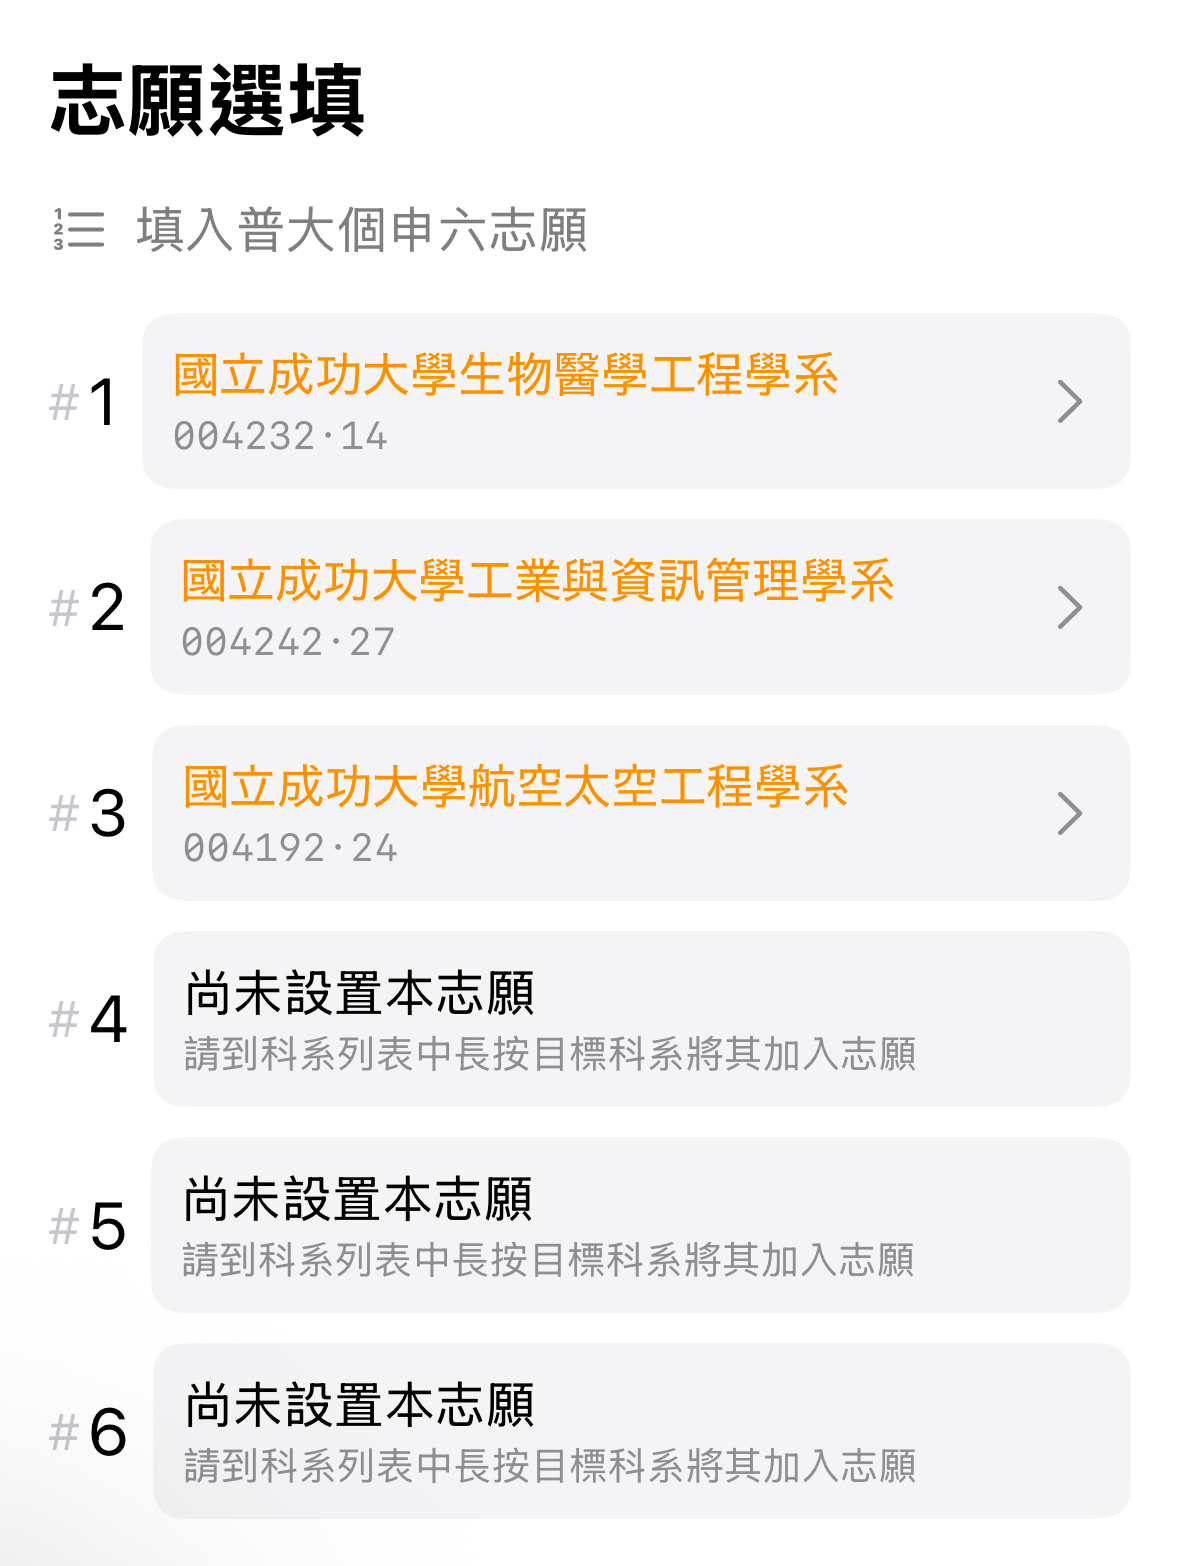 志願選填
填入普大個申六志願
#1
國立成功大學生物醫學工程學系
004232·14
#2
國立成功大學工業與資訊管理學系
004242·27
#3
國立成功大學航空太空工程學系
004192·24
#4
尚未設置本志願
請到科系列表中長按目標科系將其加入志願
#5
尚未設置本志願
請到科系列表中長按目標科系將其加入志願
#6
尚未設置本志願
請到科系列表中長按目標科系將其加入志願